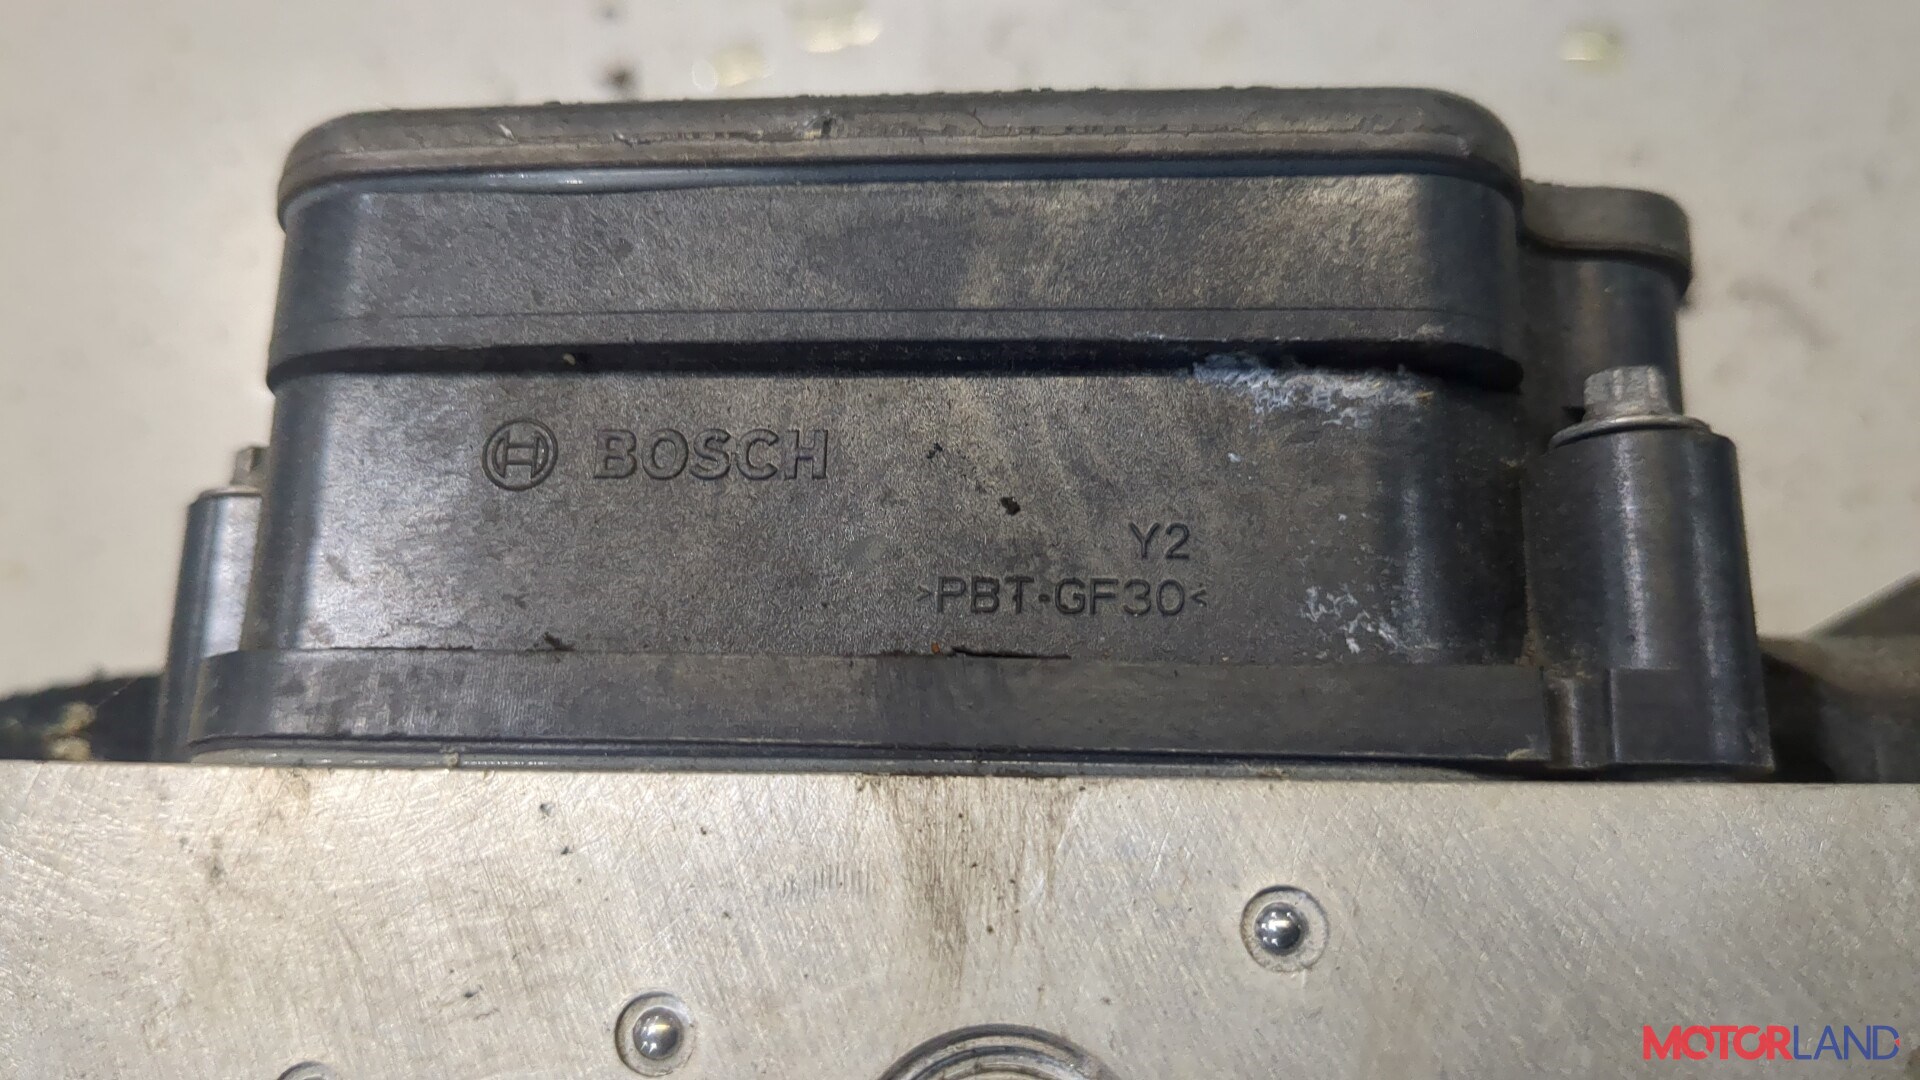 BOSCH
Y2
>PBT·GF30<
MOTORLAND